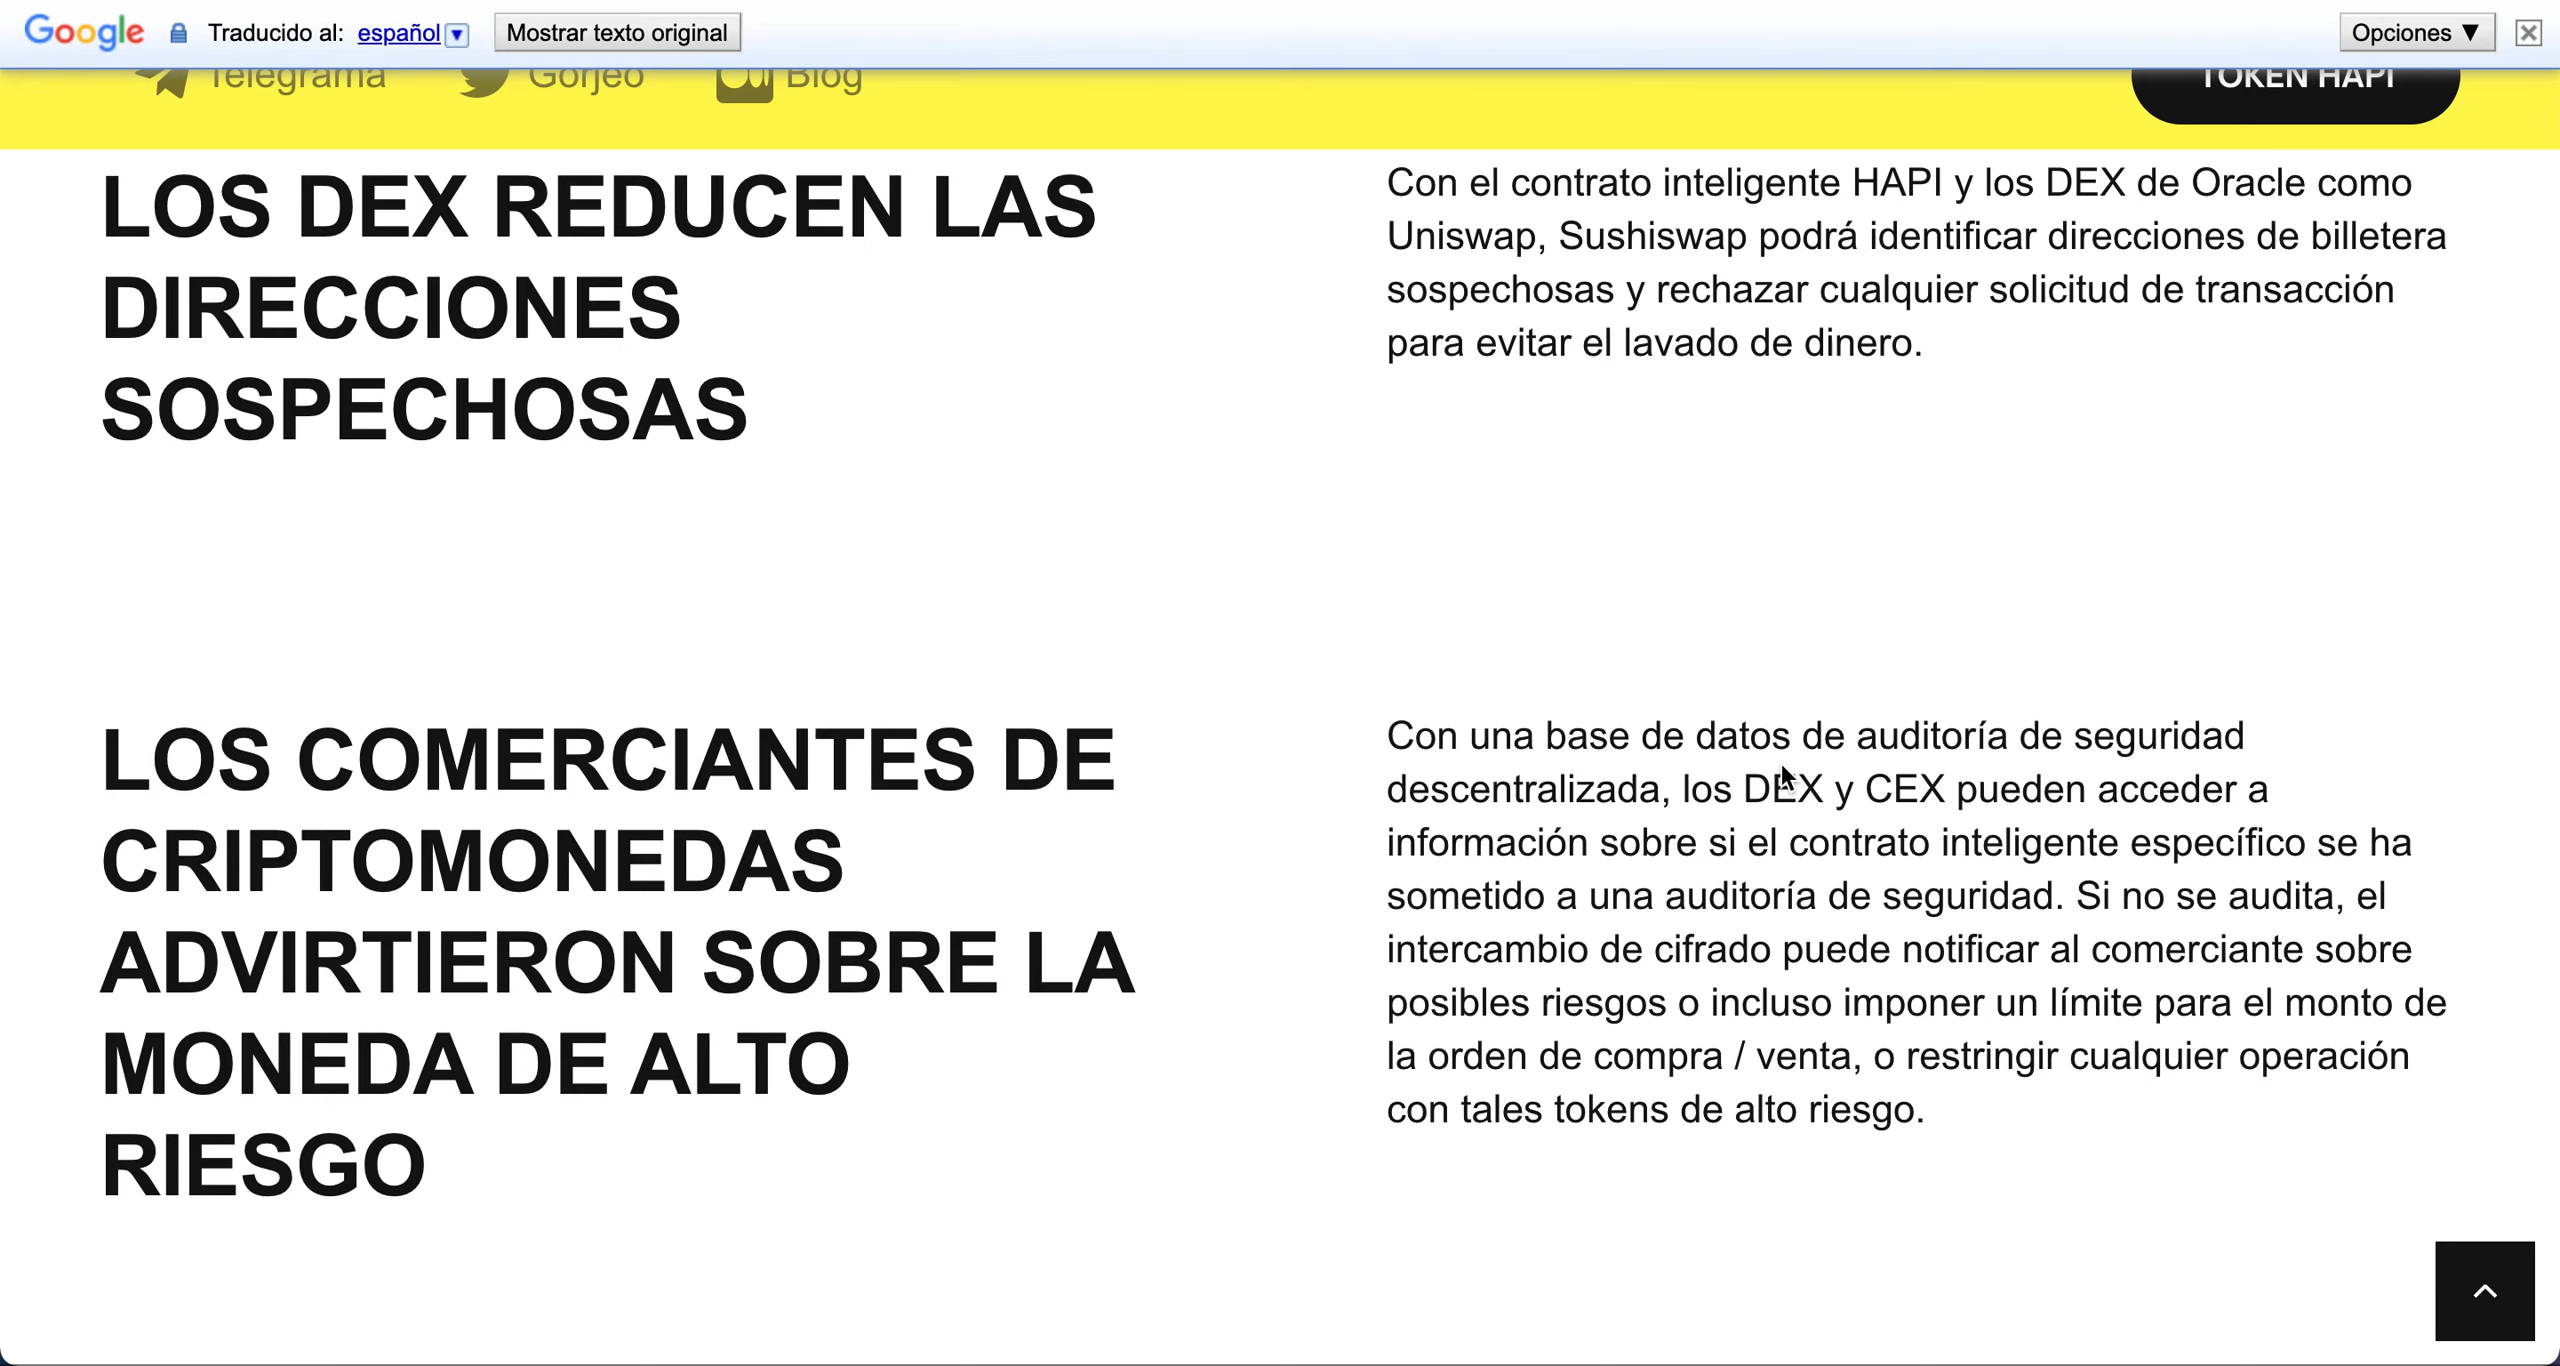 Google Traducido al: español Mostrar texto original Opciones ▼
Telegrama Gorjeo Blog TOKEN HAPI
LOS DEX REDUCEN LAS
DIRECCIONES
SOSPECHOSAS
Con el contrato inteligente HAPI y los DEX de Oracle como
Uniswap, Sushiswap podrá identificar direcciones de billetera
sospechosas y rechazar cualquier solicitud de transacción
para evitar el lavado de dinero.
LOS COMERCIANTES DE
CRIPTOMONEDAS
ADVIRTIERON SOBRE LA
MONEDA DE ALTO
RIESGO
Con una base de datos de auditoría de seguridad
descentralizada, los DEX y CEX pueden acceder a
información sobre si el contrato inteligente específico se ha
sometido a una auditoría de seguridad. Si no se audita, el
intercambio de cifrado puede notificar al comerciante sobre
posibles riesgos o incluso imponer un límite para el monto de
la orden de compra / venta, o restringir cualquier operación
con tales tokens de alto riesgo.